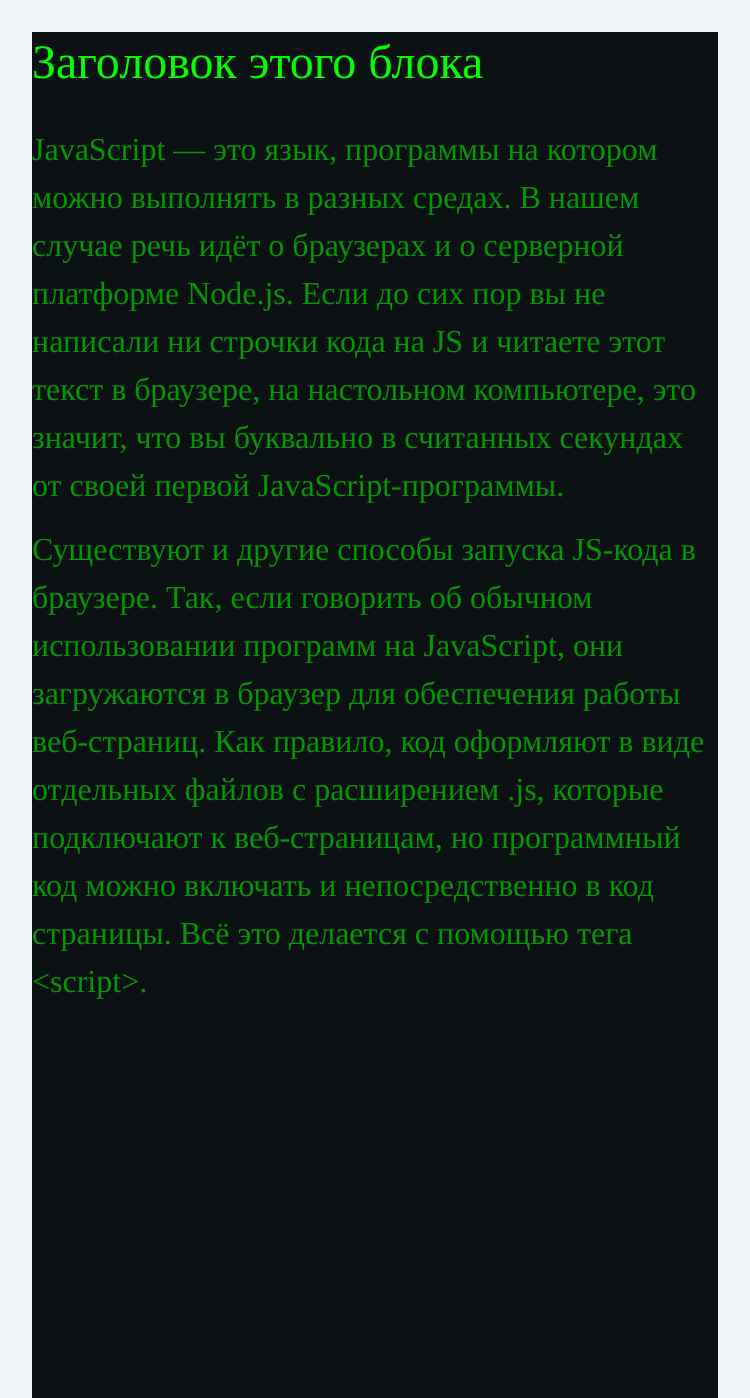 Заголовок этого блока
JavaScript — это язык, программы на котором
можно выполнять в разных средах. В нашем
случае речь идёт о браузерах и о серверной
платформе Node.js. Если до сих пор вы не
написали ни строчки кода на JS и читаете этот
текст в браузере, на настольном компьютере, это
значит, что вы буквально в считанных секундах
от своей первой JavaScript-программы.
Существуют и другие способы запуска JS-кода в
браузере. Так, если говорить об обычном
использовании программ на JavaScript, они
загружаются в браузер для обеспечения работы
веб-страниц. Как правило, код оформляют в виде
отдельных файлов с расширением .js, которые
подключают к веб-страницам, но программный
код можно включать и непосредственно в код
страницы. Всё это делается с помощью тега
<script>.